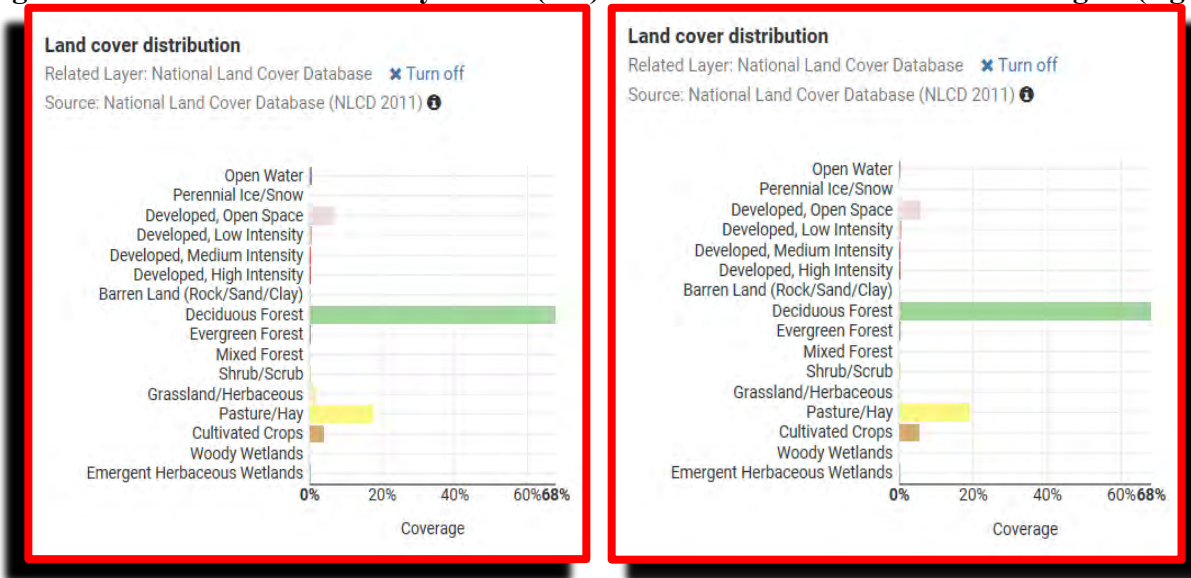 Land cover distribution
Related Layer: National Land Cover Database ✖ Turn off
Source: National Land Cover Database (NLCD 2011)
Open Water
Perennial Ice/Snow
Developed, Open Space
Developed, Low Intensity
Developed, Medium Intensity
Developed, High Intensity
Barren Land (Rock/Sand/Clay)
Deciduous Forest
Evergreen Forest
Mixed Forest
Shrub/Scrub
Grassland/Herbaceous
Pasture/Hay
Cultivated Crops
Woody Wetlands
Emergent Herbaceous Wetlands
0% 20% 40% 60%68%
Coverage
Land cover distribution
Related Layer: National Land Cover Database ✖ Turn off
Source: National Land Cover Database (NLCD 2011)
Open Water
Perennial Ice/Snow
Developed, Open Space
Developed, Low Intensity
Developed, Medium Intensity
Developed, High Intensity
Barren Land (Rock/Sand/Clay)
Deciduous Forest
Evergreen Forest
Mixed Forest
Shrub/Scrub
Grassland/Herbaceous
Pasture/Hay
Cultivated Crops
Woody Wetlands
Emergent Herbaceous Wetlands
0% 20% 40% 60%68%
Coverage